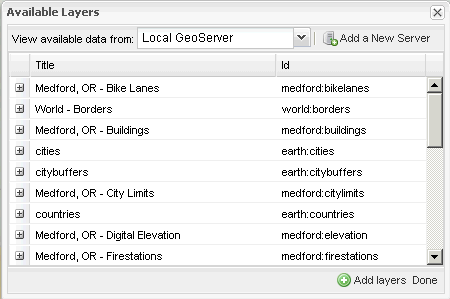 Available Layers
View available data from: Local GeoServer Add a New Server
Title Id
Medford, OR - Bike Lanes medford:bikelanes
World - Borders world:borders
Medford, OR - Buildings medford:buildings
cities earth:cities
citybuffers earth:citybuffers
Medford, OR - City Limits medford:citylimits
countries earth:countries
Medford, OR - Digital Elevation medford:elevation
Medford, OR - Firestations medford:firestations
Add layers Done